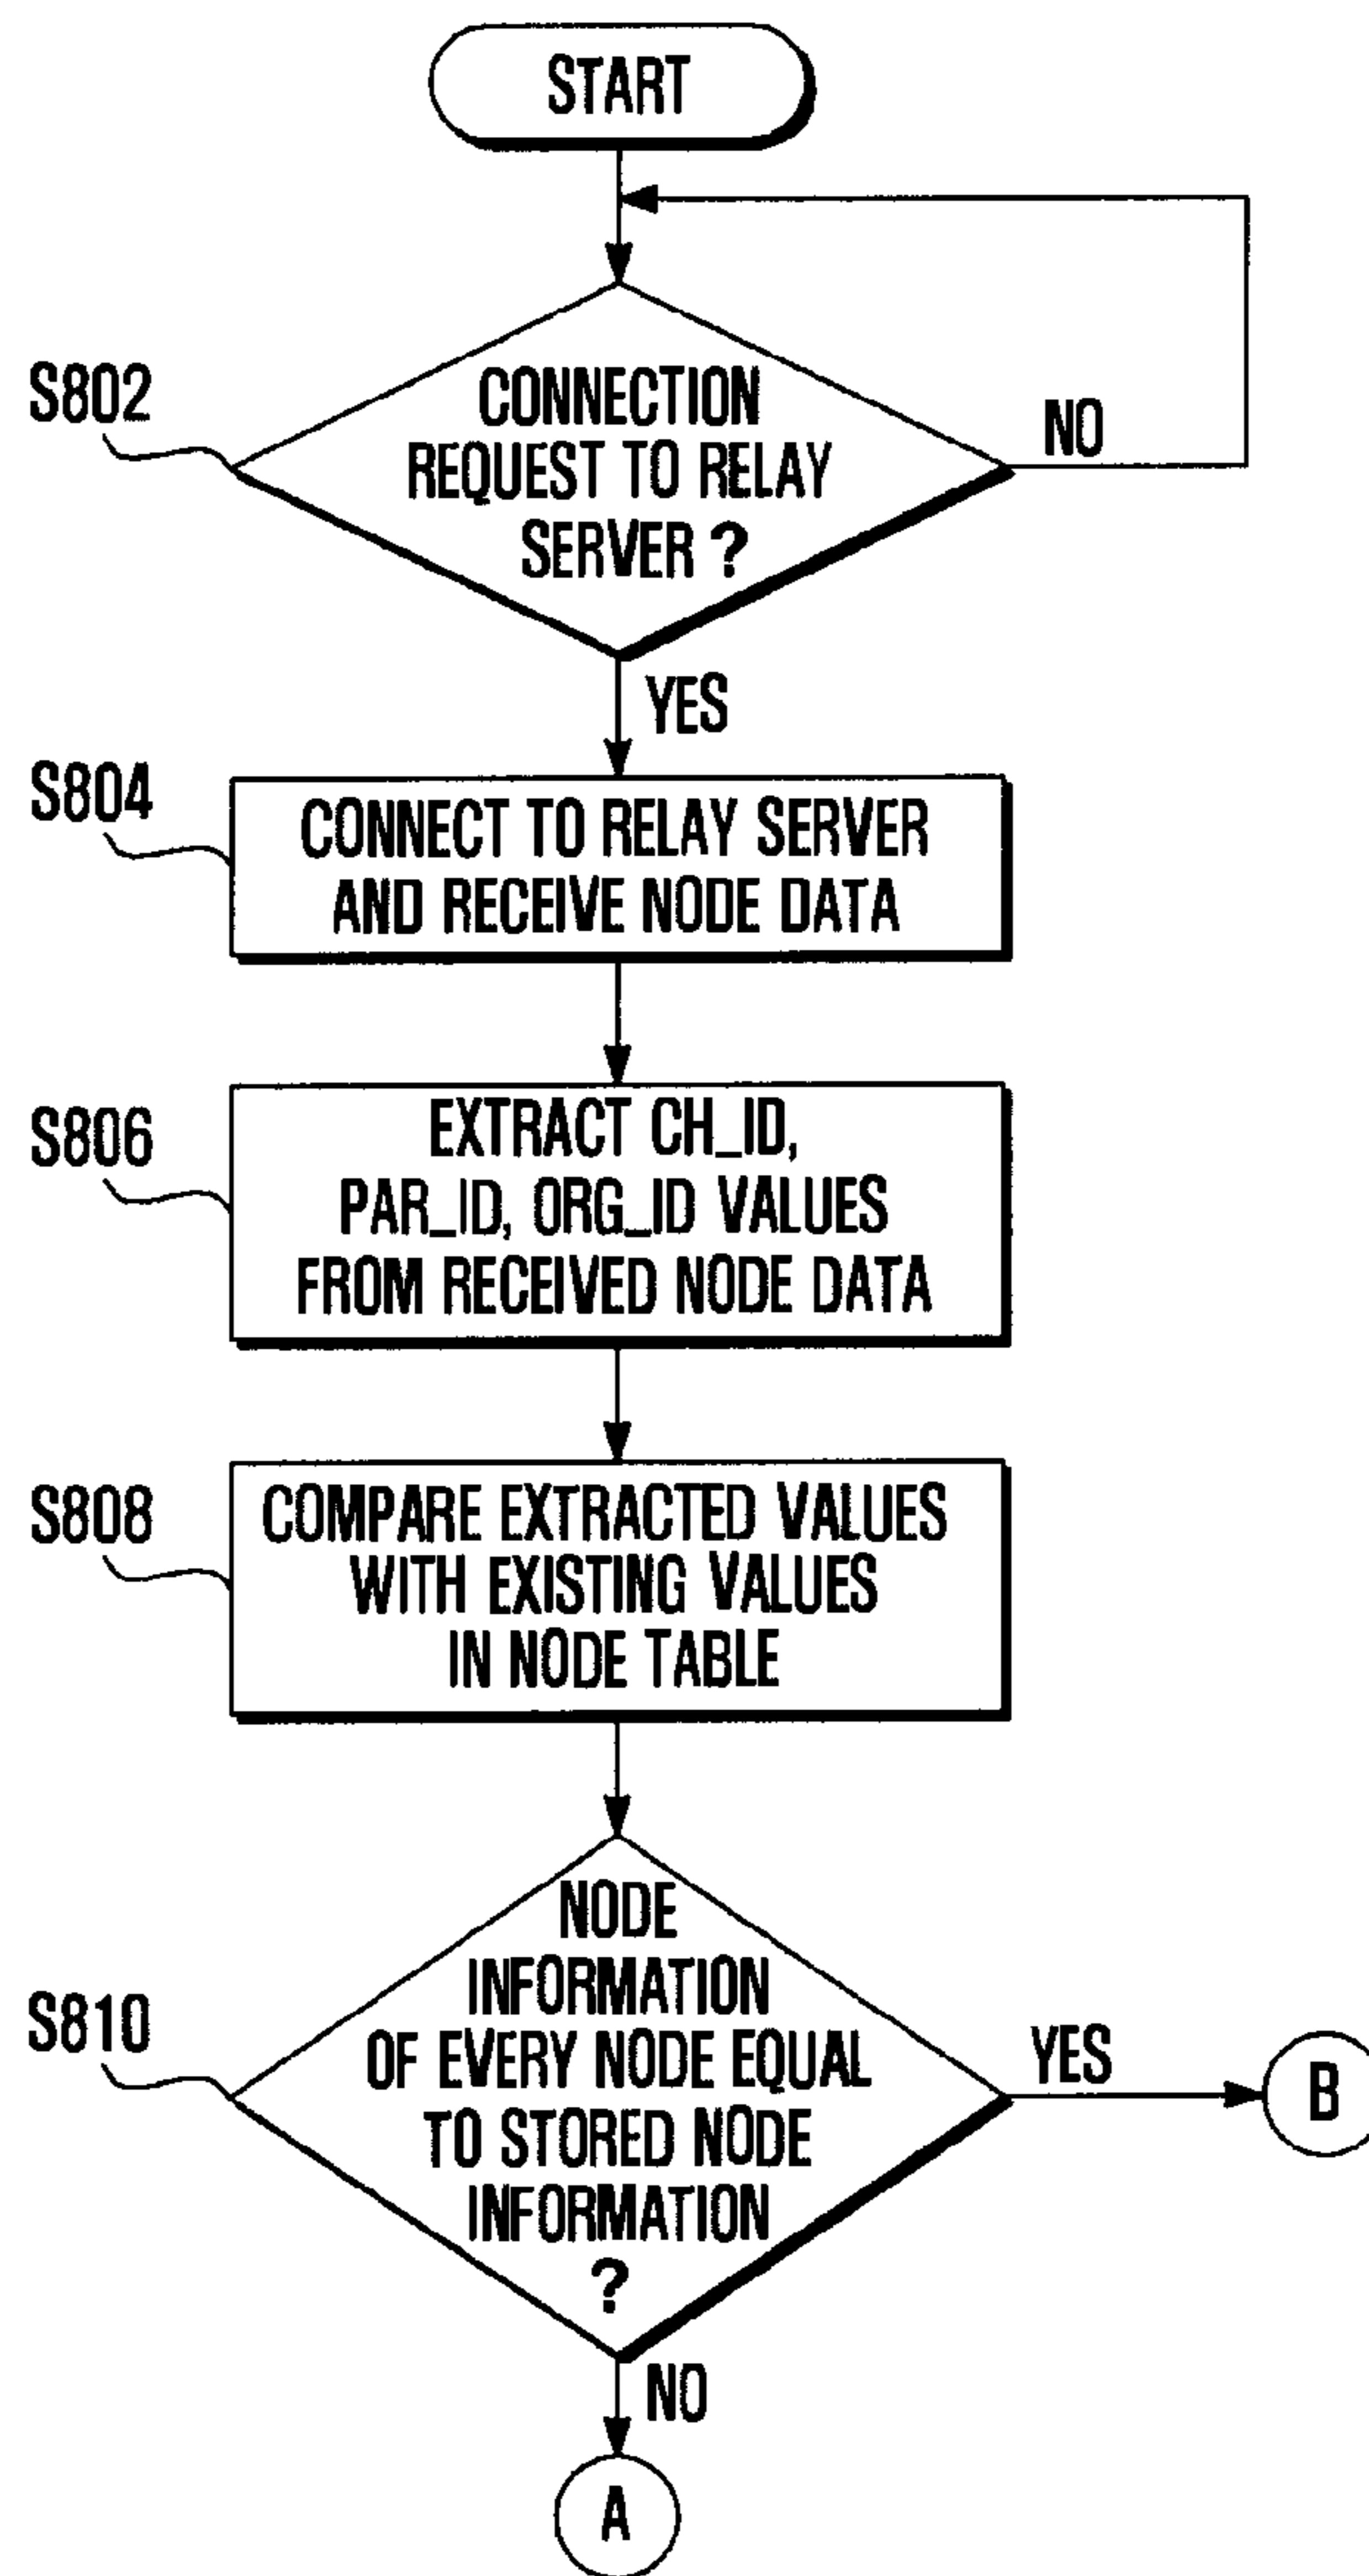 START
S802
CONNECTION
REQUEST TO RELAY
SERVER ?
NO
YES
S804
CONNECT TO RELAY SERVER
AND RECEIVE NODE DATA
S806
EXTRACT CH_ID,
PAR_ID, ORG_ID VALUES
FROM RECEIVED NODE DATA
S808
COMPARE EXTRACTED VALUES
WITH EXISTING VALUES
IN NODE TABLE
S810
NODE
INFORMATION
OF EVERY NODE EQUAL
TO STORED NODE
INFORMATION
?
YES
B
NO
A